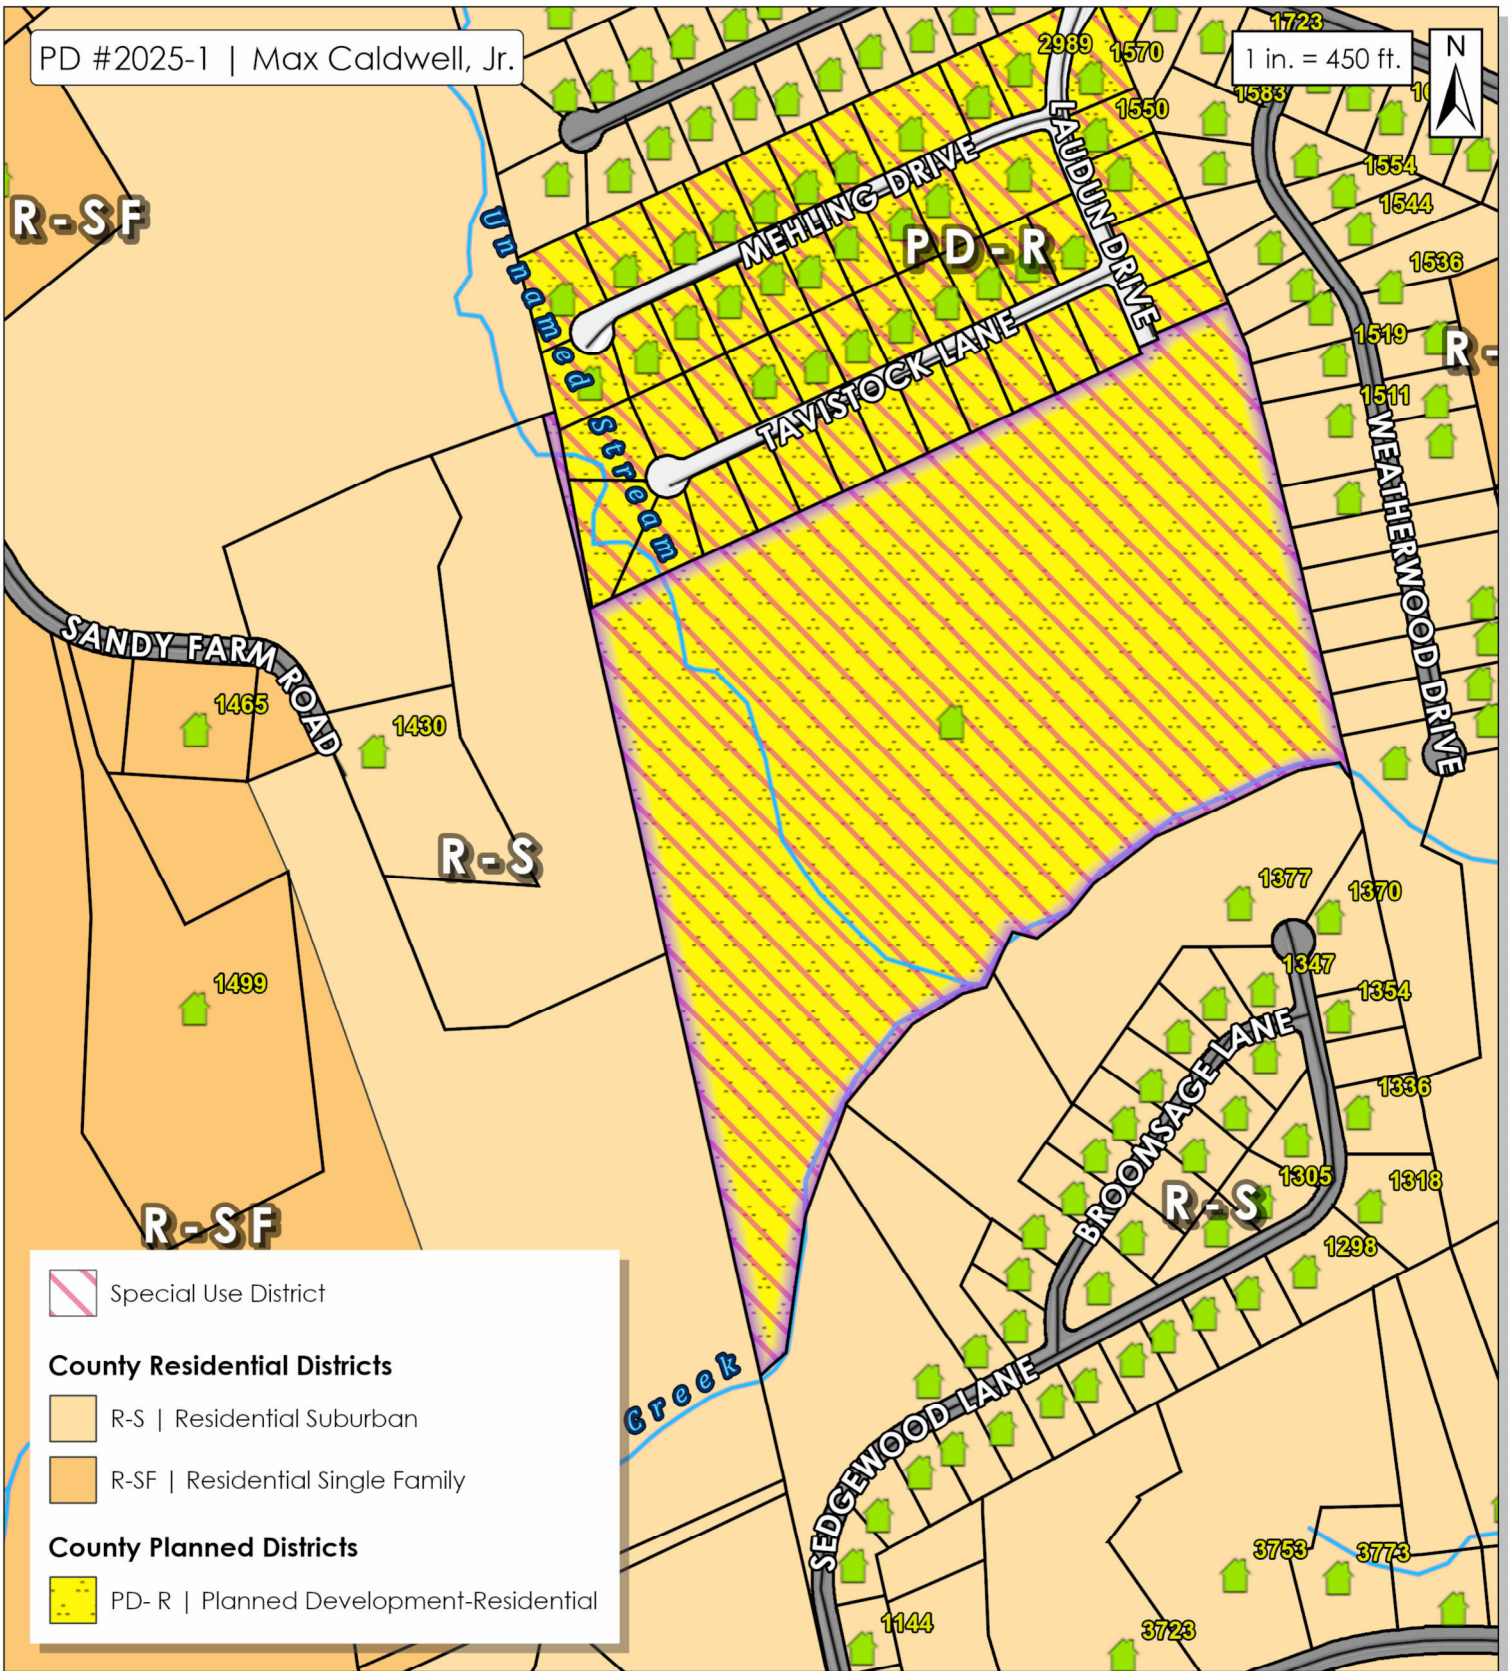 PD #2025-1 | Max Caldwell, Jr.
1723
2989
1570
1 in. = 450 ft.
N
1583
1550
LAUDUN DRIVE
MEHLING DRIVE
1554
R-SF
1544
Unnamed Stream
PD-R
1536
1519
R-
TAVISTOCK LANE
1511
WEATHERWOOD DRIVE
SANDY FARM ROAD
1465
1430
R-S
1377
1370
1347
1499
1354
BROOMSAGE LANE
1336
1305
1318
R-S
R-SF
1298
Special Use District
County Residential Districts
R-S | Residential Suburban
R-SF | Residential Single Family
County Planned Districts
PD- R | Planned Development-Residential
Creek
SEDGEWOOD LANE
3753
3773
1144
3723